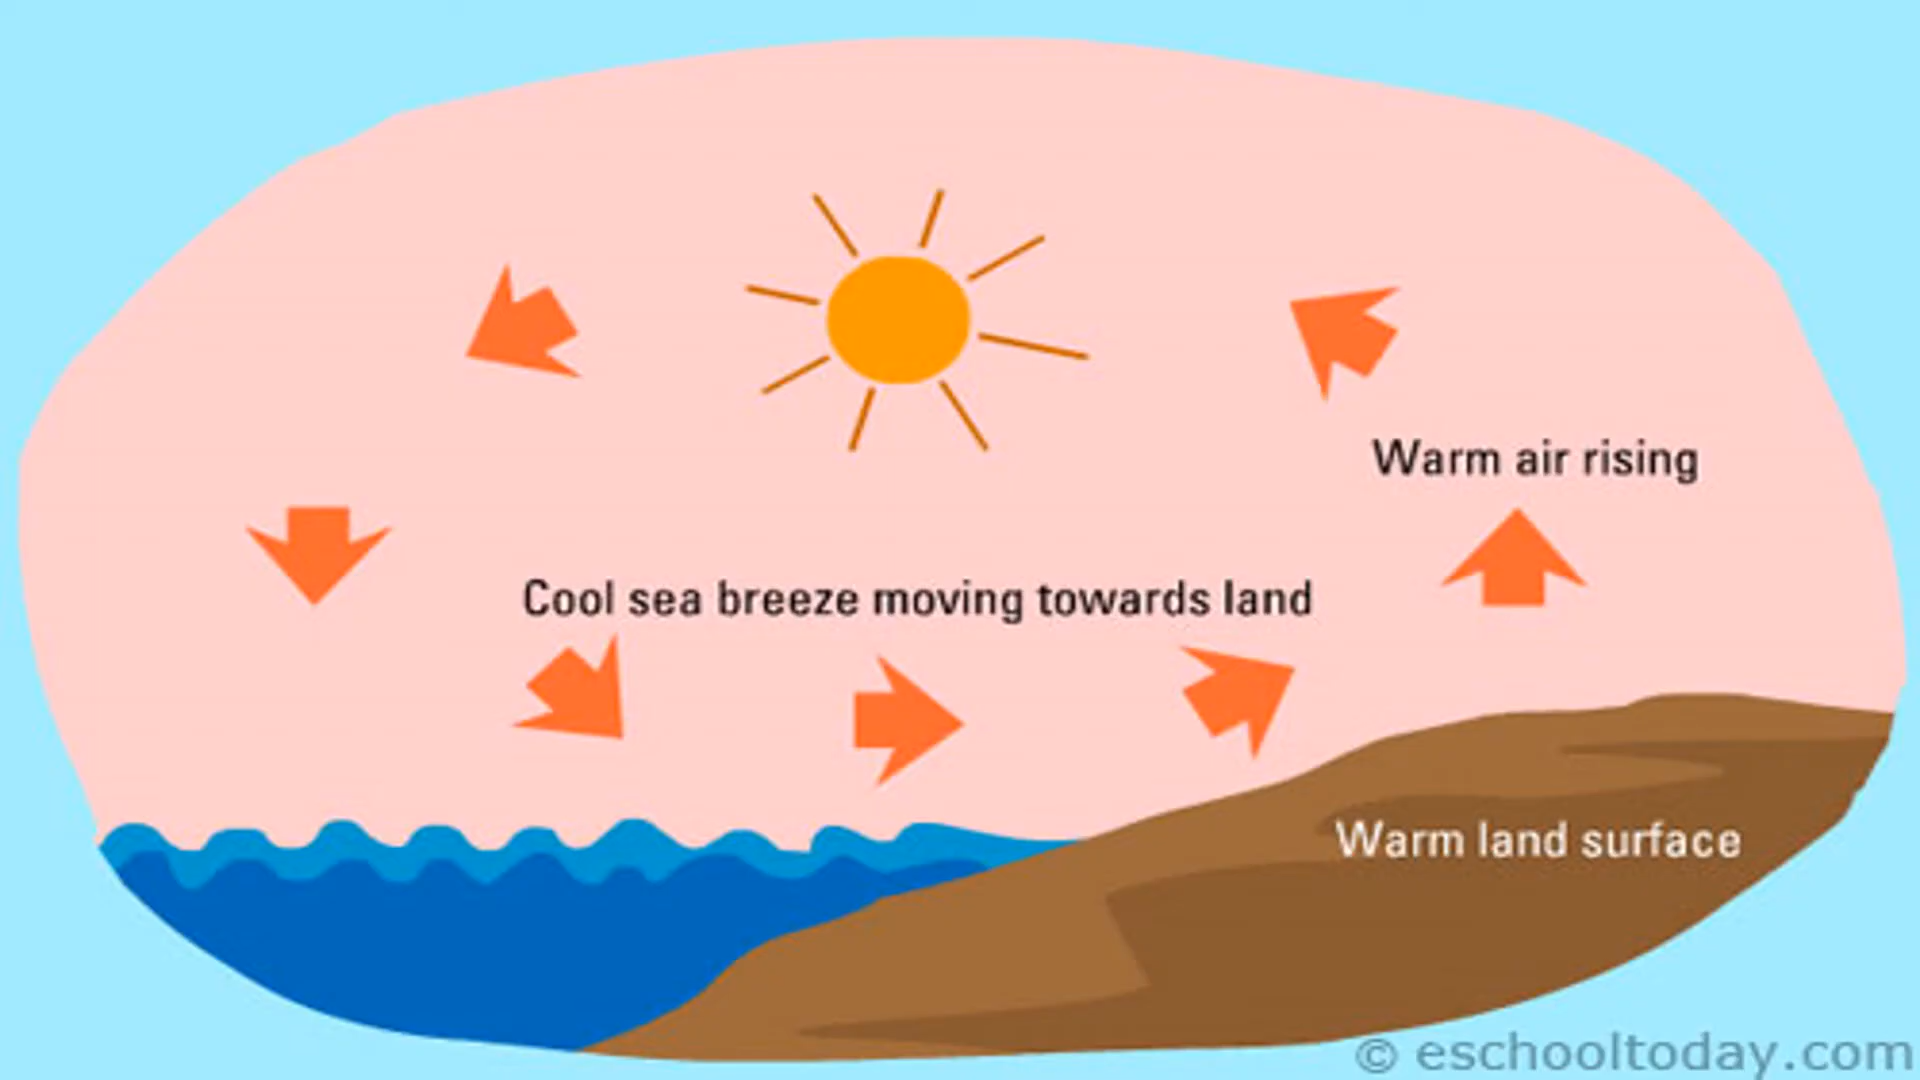 Warm air rising
Cool sea breeze moving towards land
Warm land surface
© eschooltoday.com